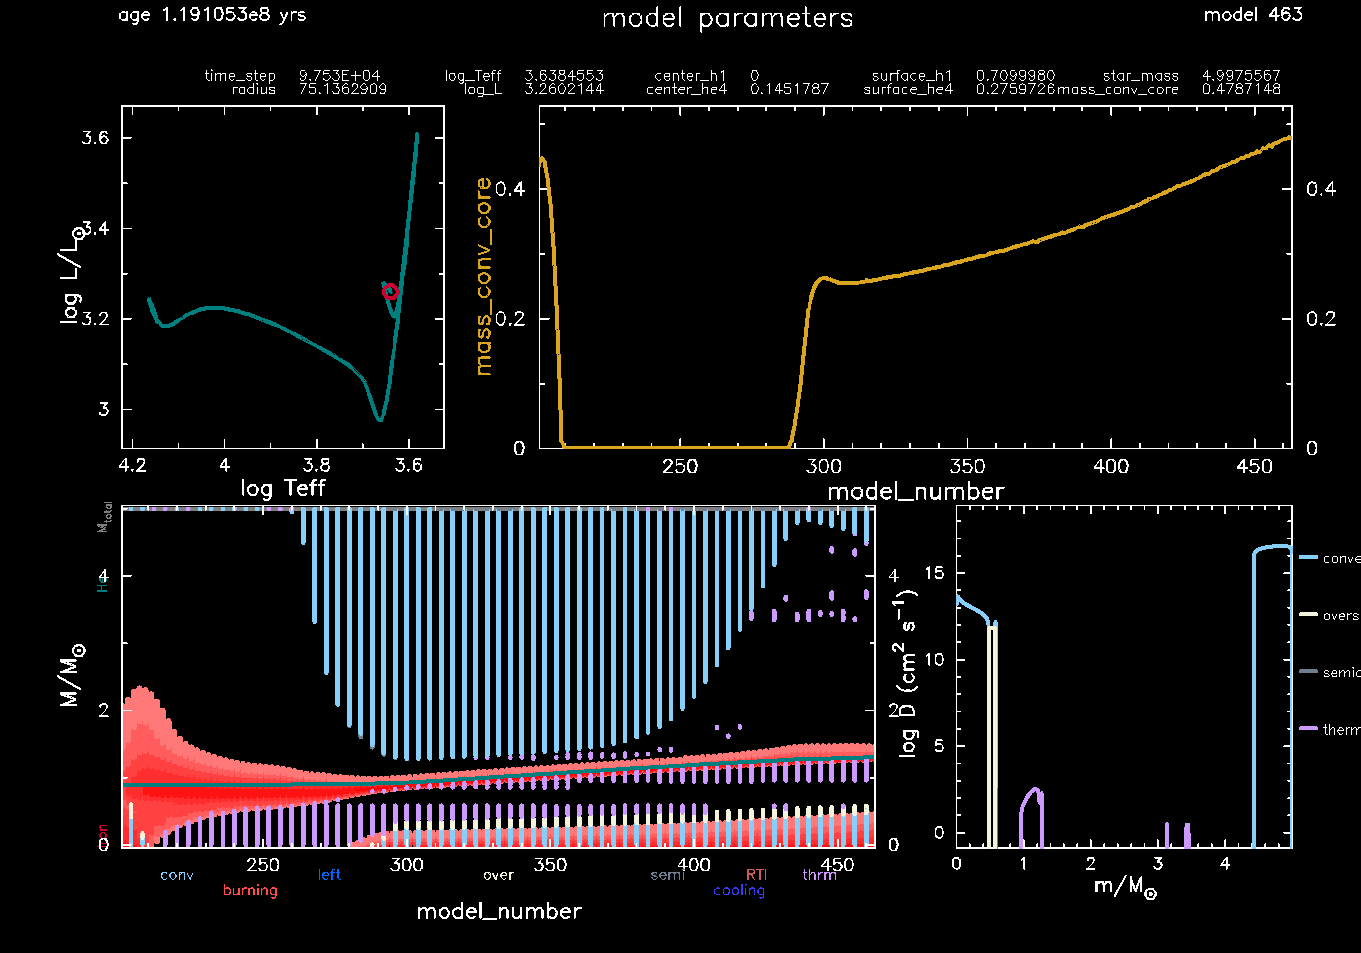 age 1.191053e8 yrs model parameters model 463
time_step 9.753E+04 log_Teff 3.6384553 center_h1 0 surface_h1 0.7099980 star_mass 4.9975567
radius 75.1362909 log_L 3.2602144 center_he4 0.1451787 surface_he4 0.2759726 mass_conv_core 0.4787148
log L/L⊙
3.6
3.4
3.2
3
4.2 4 3.8 3.6
log Teff
mass_conv_core
0.4 0.4
0.2 0.2
0 0
250 300 350 400 450
model_number
M/M⊙
Mtotal
He
4 4
2 2
0 0
250 300 350 400 450
conv left over semi RTI thrm
burning cooling
model_number
log D (cm² s⁻¹)
15
10
5
0
0 1 2 3 4
m/M⊙
conve
overs
semic
therm